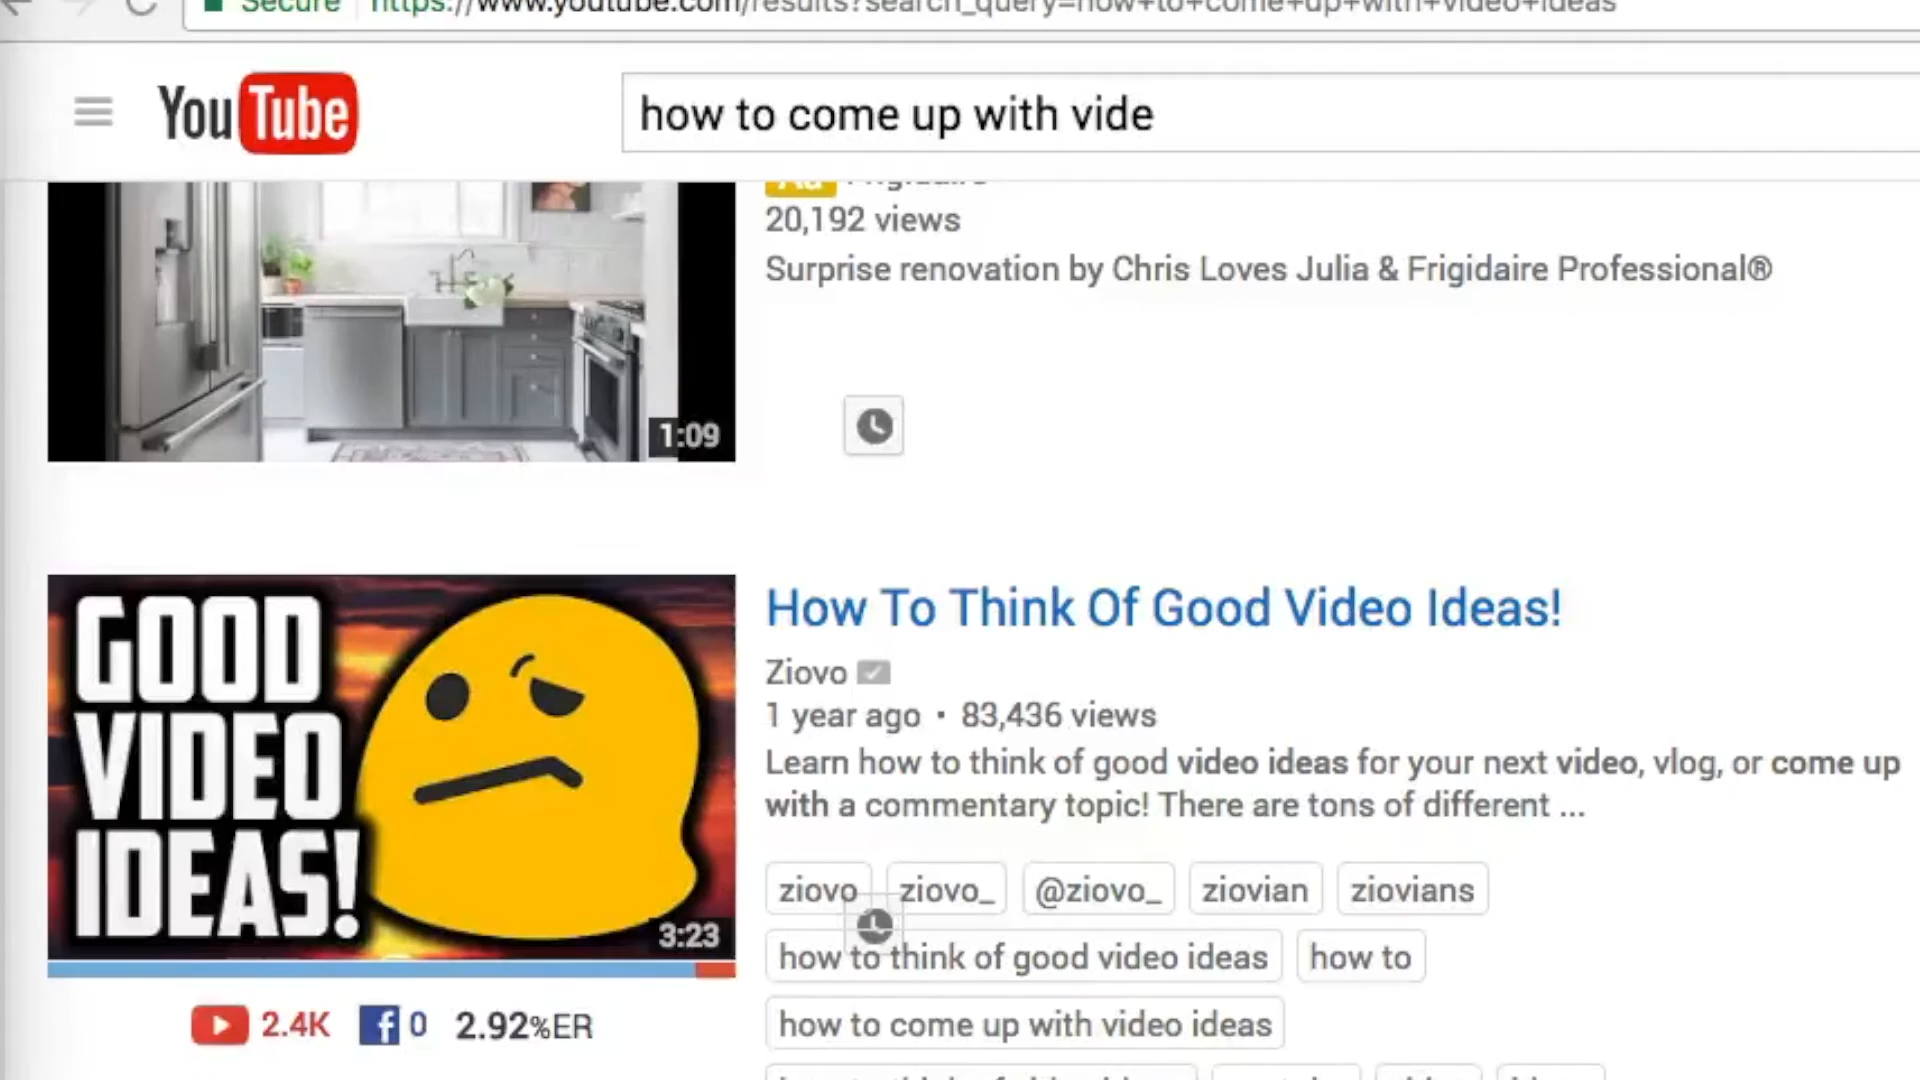 Secure https://www.youtube.com/results?search_query=how+to+come+up+with+video+ideas
YouTube
how to come up with vide
Ad Frigidaire
20,192 views
Surprise renovation by Chris Loves Julia & Frigidaire Professional®
1:09
GOOD
VIDEO
IDEAS!
3:23
How To Think Of Good Video Ideas!
Ziovo
1 year ago • 83,436 views
Learn how to think of good video ideas for your next video, vlog, or come up
with a commentary topic! There are tons of different ...
ziovo ziovo_ @ziovo_ ziovian ziovians
how to think of good video ideas how to
how to come up with video ideas
2.4K f 0 2.92%ER